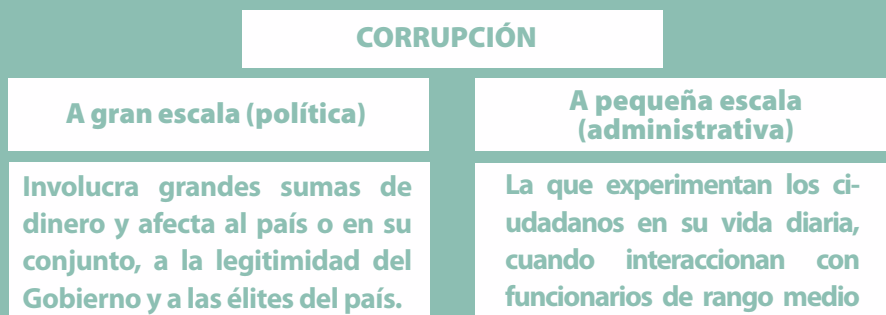 CORRUPCIÓN
A gran escala (política)
Involucra grandes sumas de
dinero y afecta al país o en su
conjunto, a la legitimidad del
Gobierno y a las élites del país.
A pequeña escala
(administrativa)
La que experimentan los ci-
udadanos en su vida diaria,
cuando interaccionan con
funcionarios de rango medio